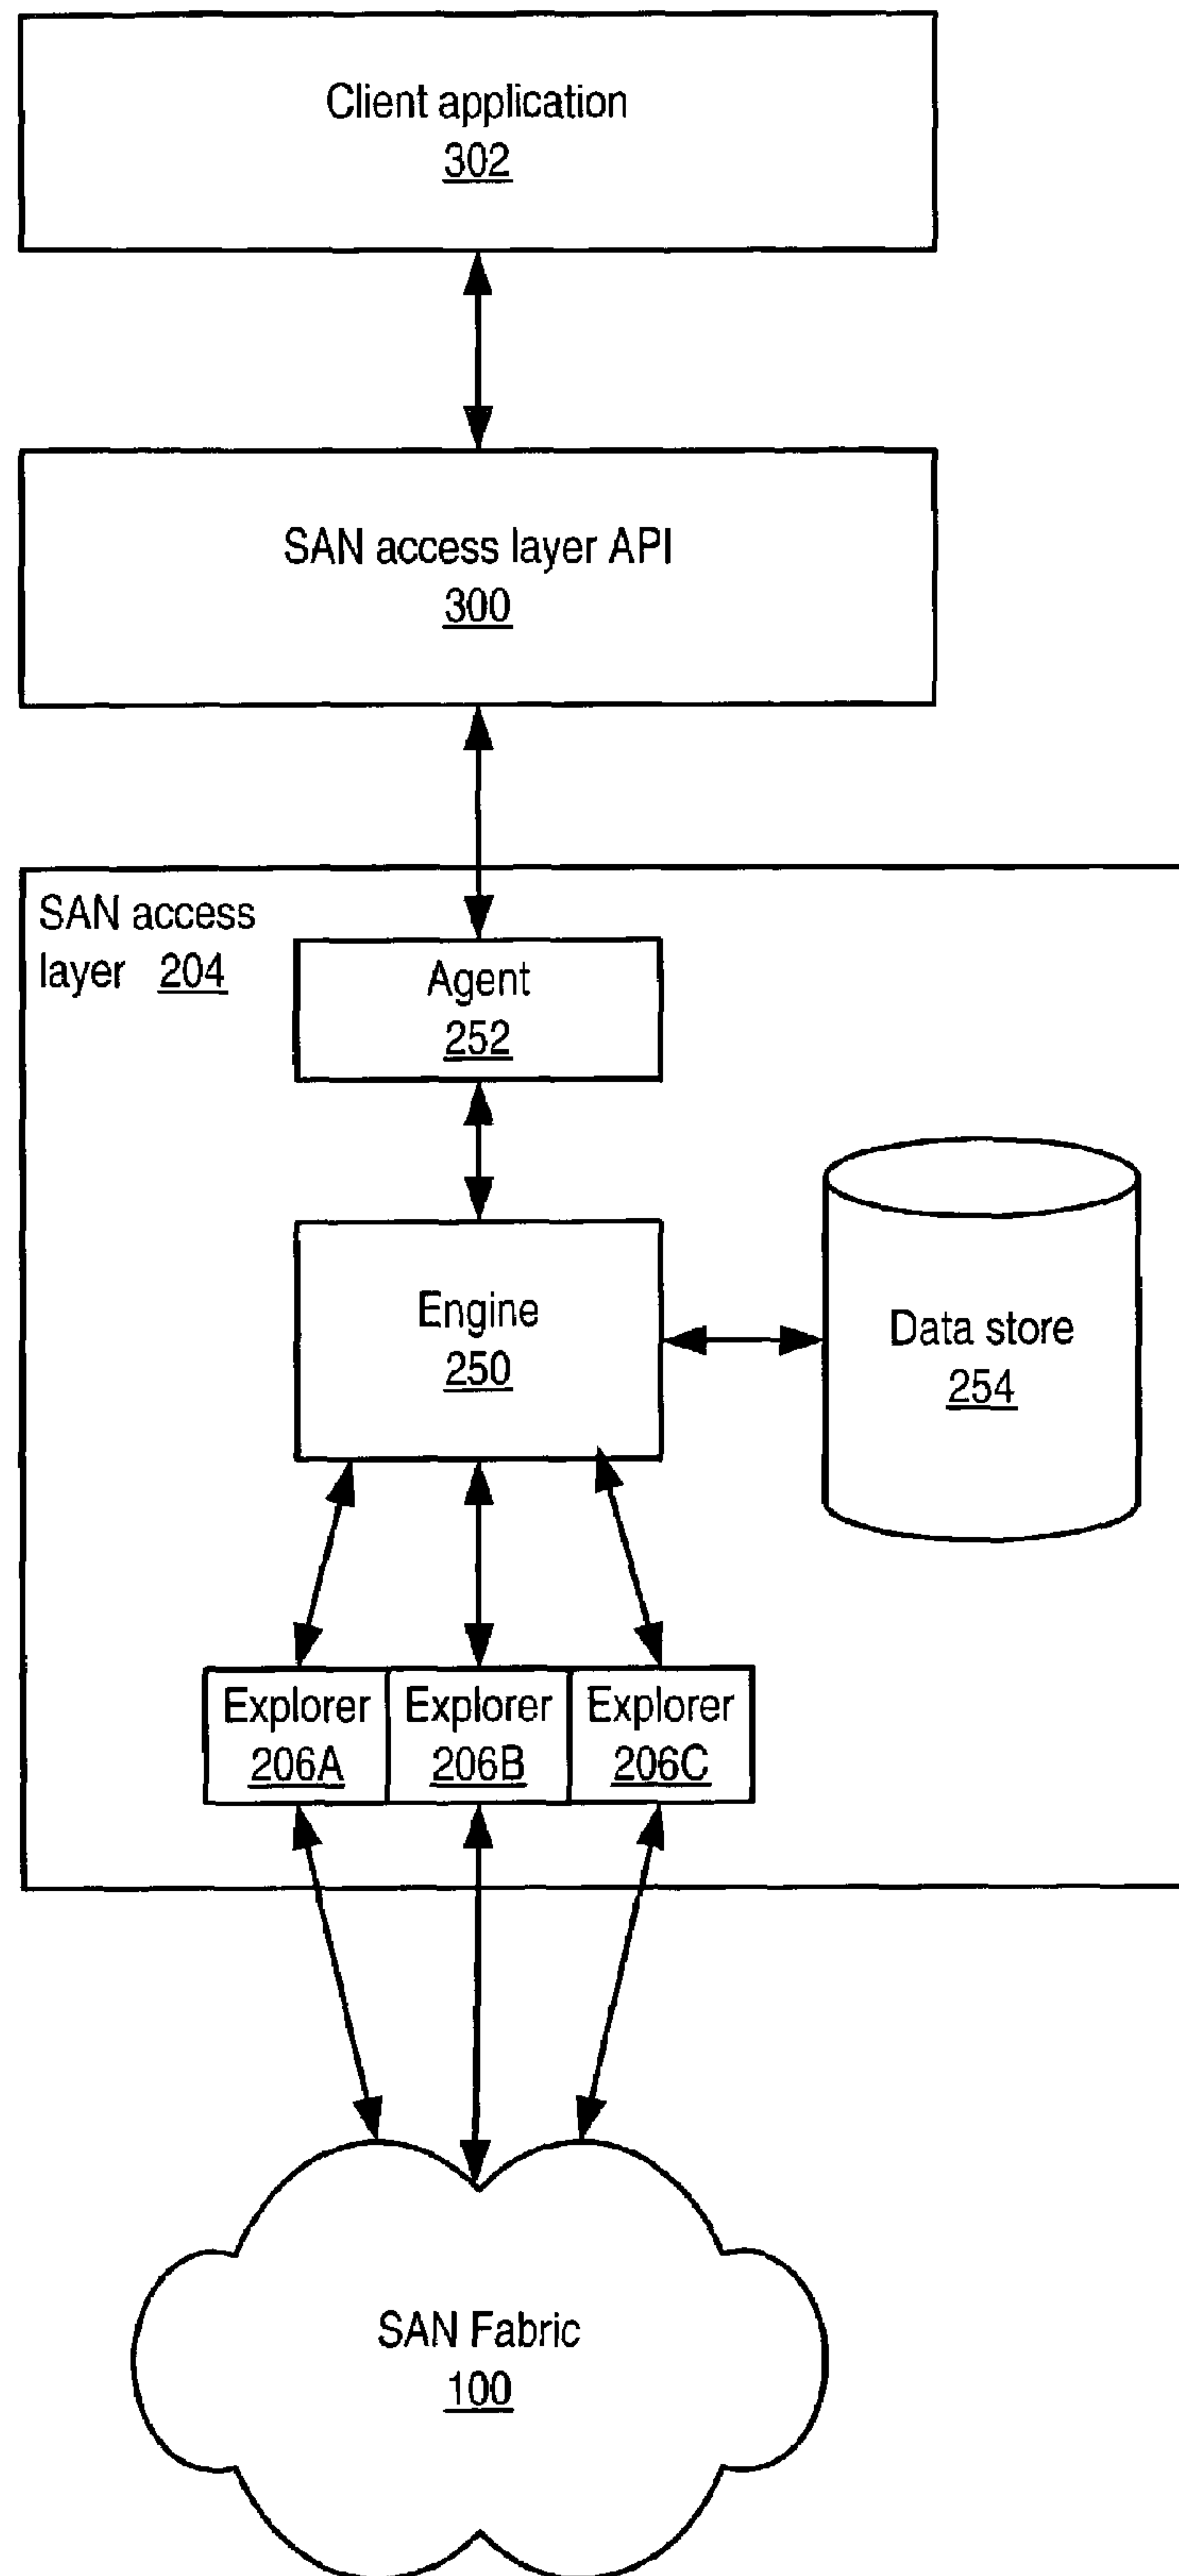 Client application
302
SAN access layer API
300
SAN access
layer 204
Agent
252
Engine
250
Data store
254
Explorer
206A
Explorer
206B
Explorer
206C
SAN Fabric
100